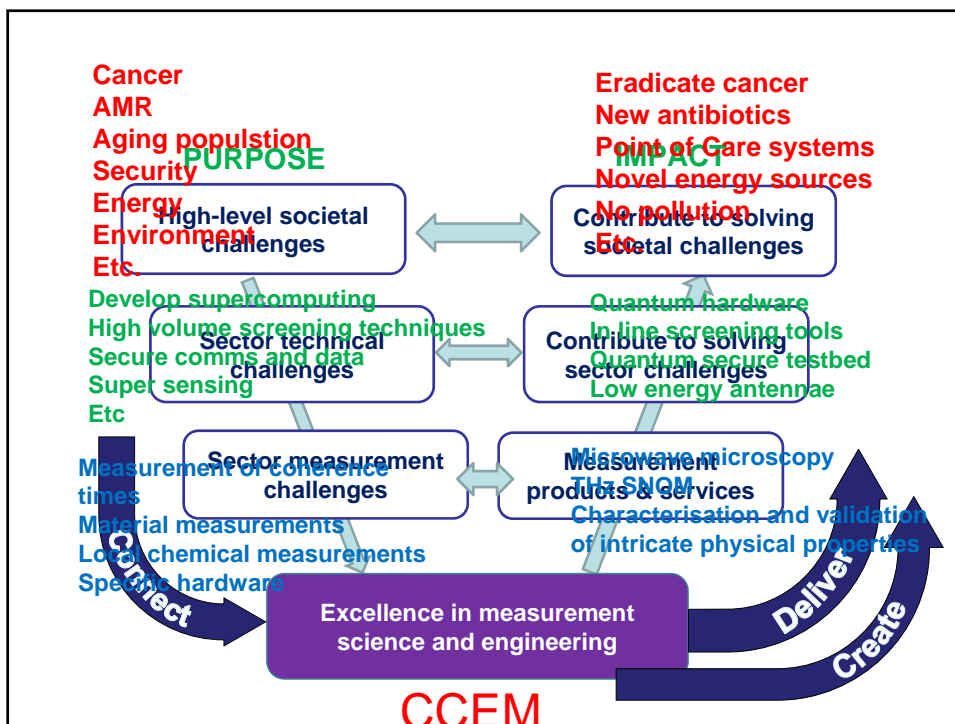 Cancer
AMR
Aging populstion
Security
Energy
Environment
Etc.
PURPOSE
High-level societal
challenges
Eradicate cancer
New antibiotics
Point of Care systems
Novel energy sources
No pollution
Etc.
IMPACT
Contribute to solving
societal challenges
Develop supercomputing
High volume screening techniques
Secure comms and data
Super sensing
Etc
Sector technical
challenges
Quantum hardware
In line screening tools
Quantum secure testbed
Low energy antennae
Contribute to solving
sector challenges
Measurement of coherence
times
Material measurements
Local chemical measurements
Specific hardware
Sector measurement
challenges
Microwave microscopy
THz SNOM
Characterisation and validation
of intricate physical properties
Measurement
products & services
Connect
Excellence in measurement
science and engineering
Deliver
Create
CCEM